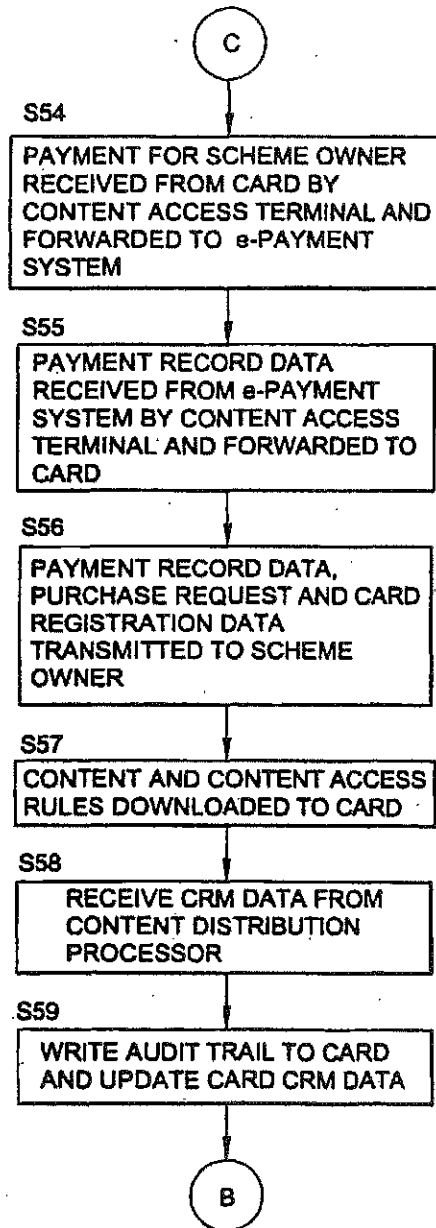 C
S54
PAYMENT FOR SCHEME OWNER
RECEIVED FROM CARD BY
CONTENT ACCESS TERMINAL AND
FORWARDED TO e-PAYMENT
SYSTEM
S55
PAYMENT RECORD DATA
RECEIVED FROM e-PAYMENT
SYSTEM BY CONTENT ACCESS
TERMINAL AND FORWARDED TO
CARD
S56
PAYMENT RECORD DATA,
PURCHASE REQUEST AND CARD
REGISTRATION DATA
TRANSMITTED TO SCHEME
OWNER
S57
CONTENT AND CONTENT ACCESS
RULES DOWNLOADED TO CARD
S58
RECEIVE CRM DATA FROM
CONTENT DISTRIBUTION
PROCESSOR
S59
WRITE AUDIT TRAIL TO CARD
AND UPDATE CARD CRM DATA
B